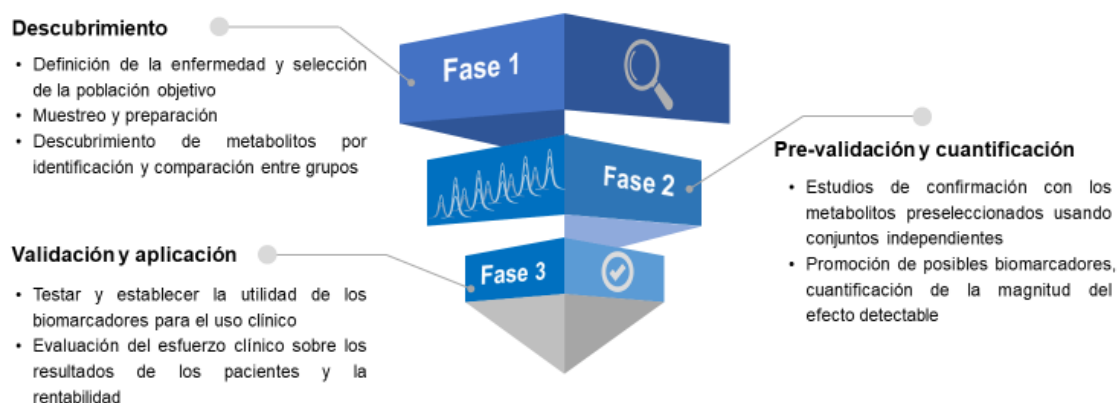 Descubrimiento
• Definición de la enfermedad y selección
de la población objetivo
• Muestreo y preparación
• Descubrimiento de metabolitos por
identificación y comparación entre grupos
Fase 1
Fase 2
Pre-validación y cuantificación
• Estudios de confirmación con los
metabolitos preseleccionados usando
conjuntos independientes
• Promoción de posibles biomarcadores,
cuantificación de la magnitud del
efecto detectable
Validación y aplicación
• Testar y establecer la utilidad de los
biomarcadores para el uso clínico
• Evaluación del esfuerzo clínico sobre los
resultados de los pacientes y la
rentabilidad
Fase 3